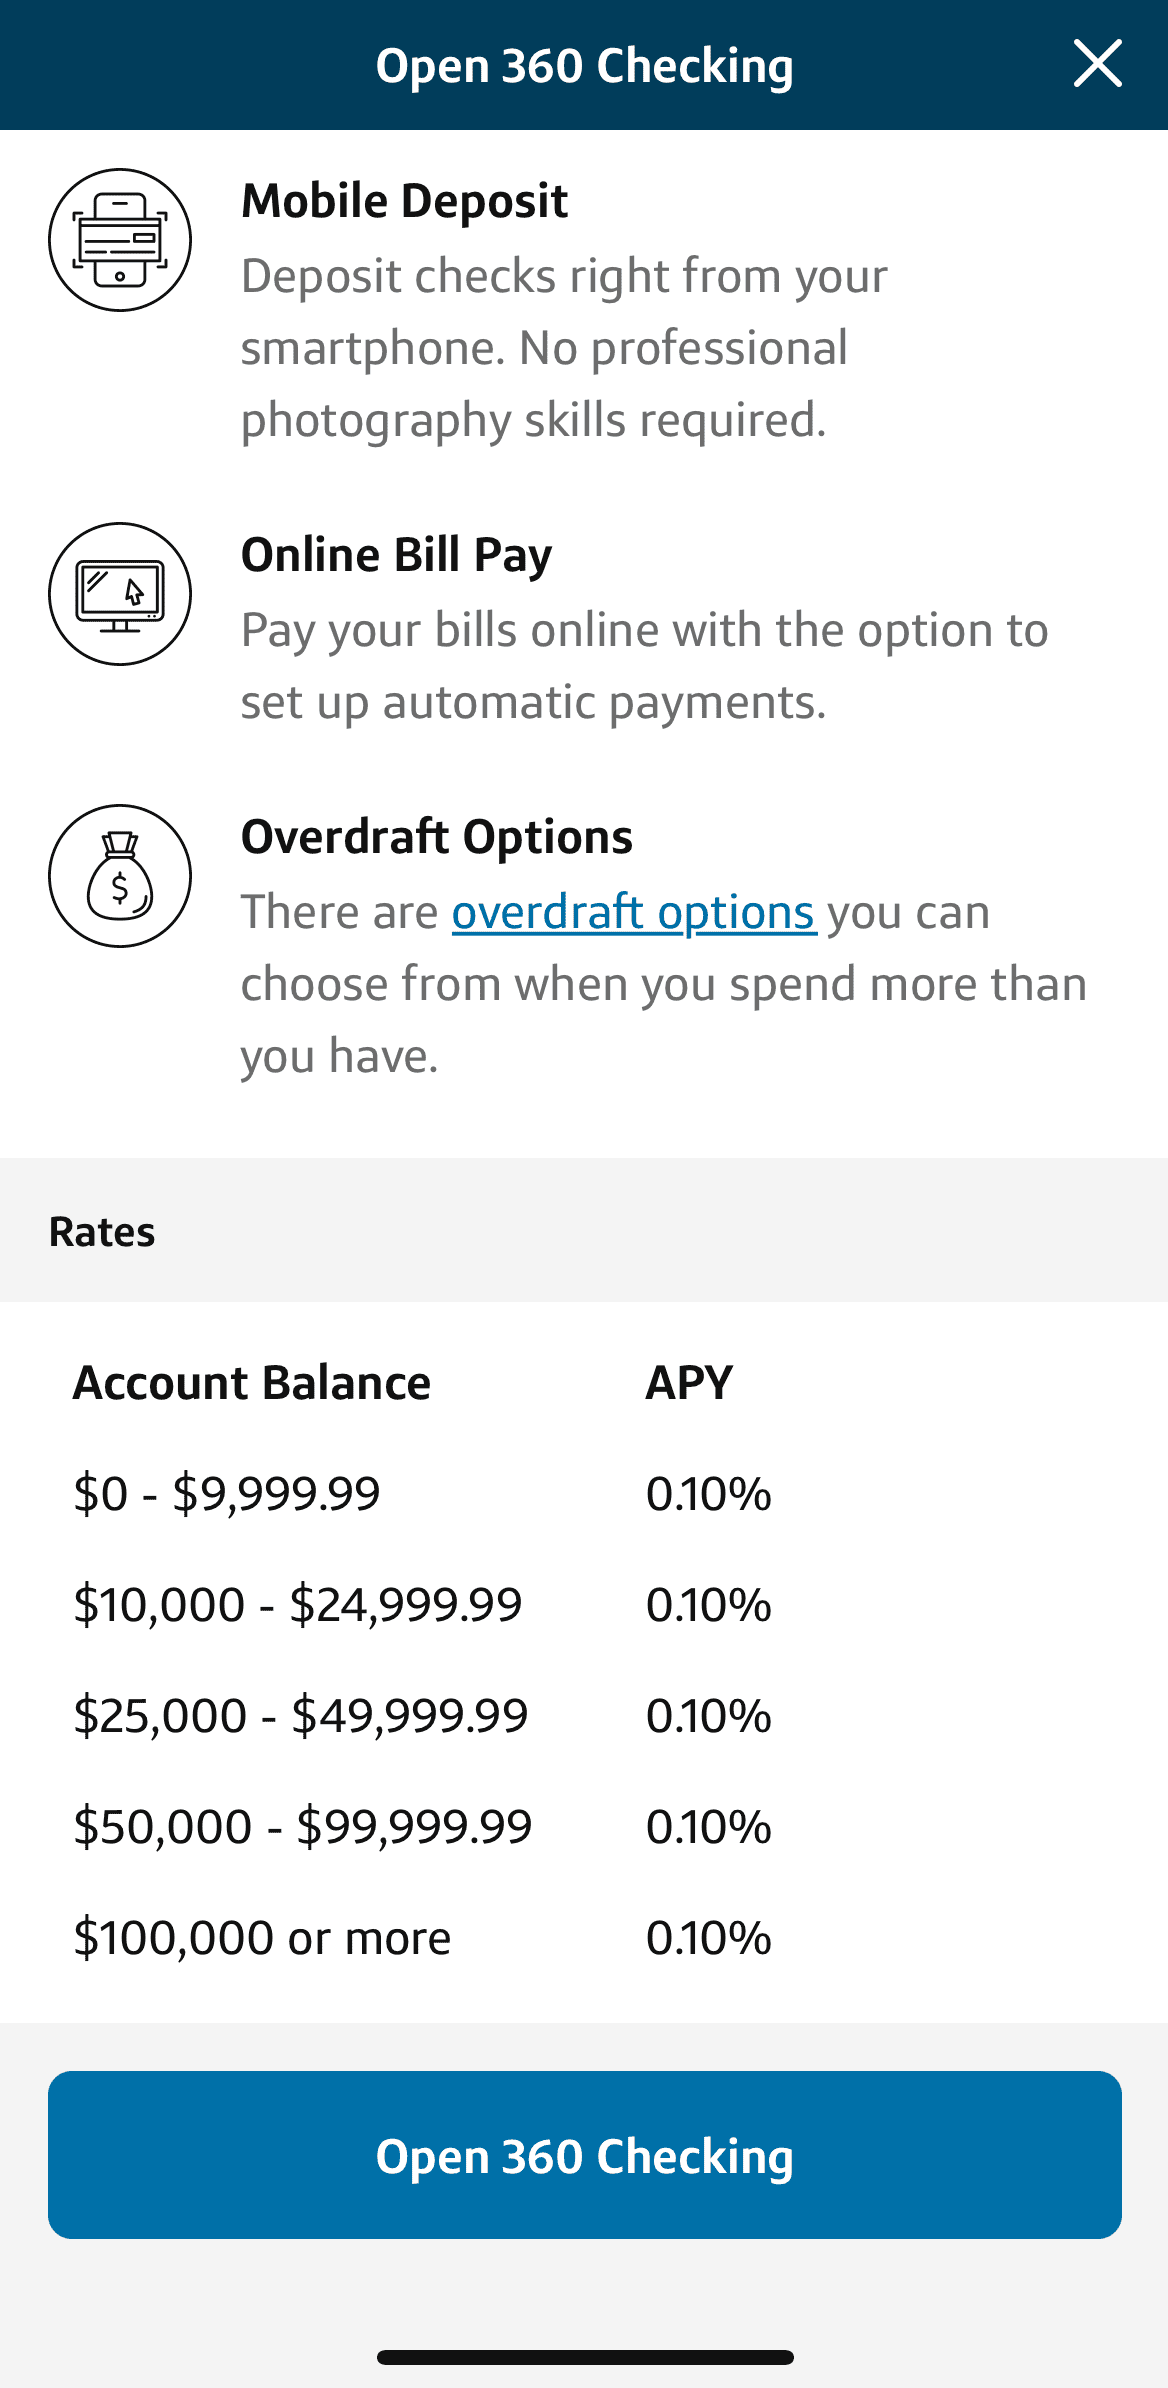 Open 360 Checking
Mobile Deposit
Deposit checks right from your
smartphone. No professional
photography skills required.
Online Bill Pay
Pay your bills online with the option to
set up automatic payments.
$
Overdraft Options
There are overdraft options you can
choose from when you spend more than
you have.
Rates
Account Balance APY
$0 - $9,999.99 0.10%
$10,000 - $24,999.99 0.10%
$25,000 - $49,999.99 0.10%
$50,000 - $99,999.99 0.10%
$100,000 or more 0.10%
Open 360 Checking